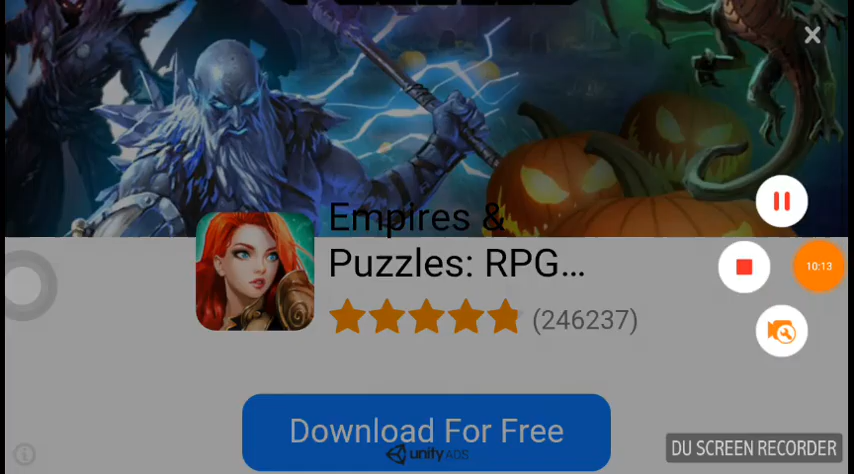 Empires &
Puzzles: RPG...
(246237)
10:13
Download For Free
unity ADS
DU SCREEN RECORDER